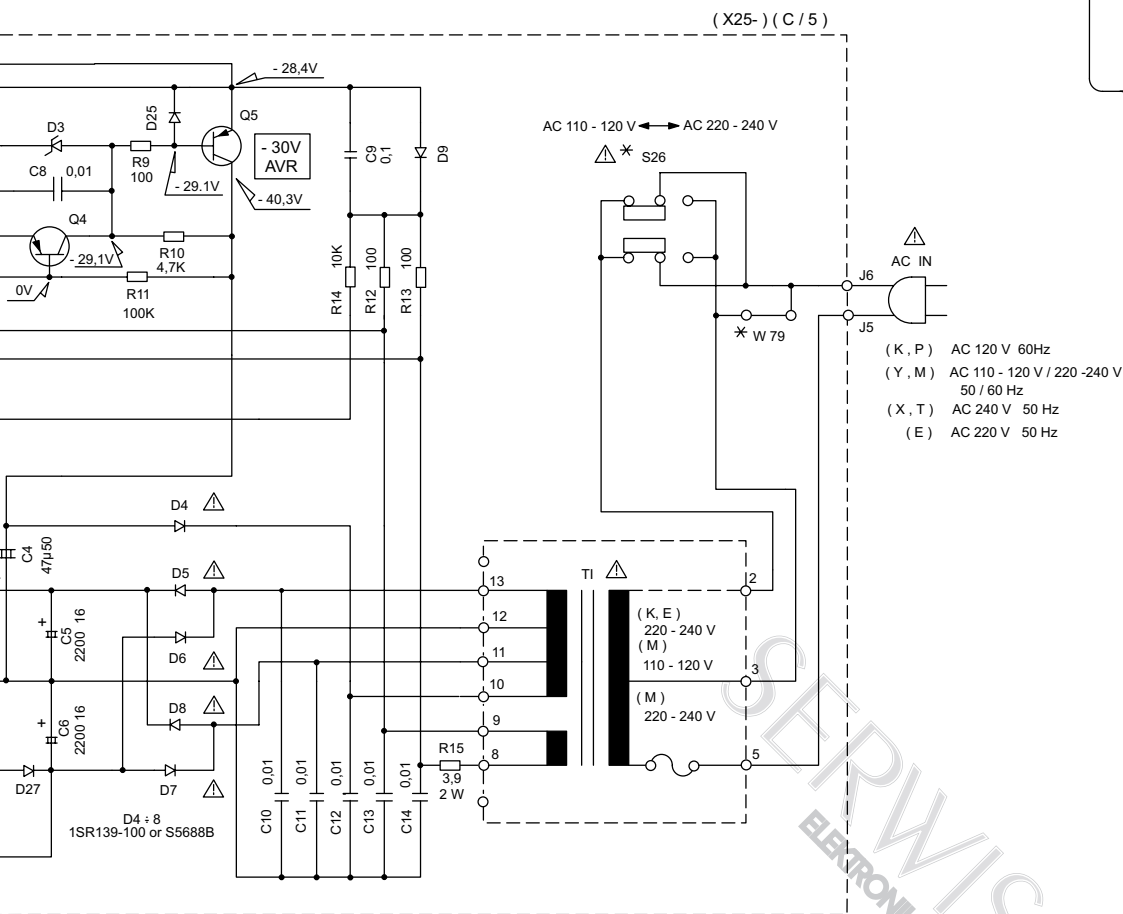 ( X25- ) ( C / 5 )
- 28,4V
D25
Q5
D3
- 30V
AVR
C9
0,1
D9
AC 110 - 120 V AC 220 - 240 V
* S26
R9
100
C8 0,01
- 29.1V
- 40,3V
Q4
- 29,1V
R10
4,7K
0V
R11
100K
R14 10K
R12 100
R13 100
AC IN
J6
J5
* W 79
( K , P ) AC 120 V 60Hz
( Y , M ) AC 110 - 120 V / 220 -240 V
50 / 60 Hz
( X , T ) AC 240 V 50 Hz
( E ) AC 220 V 50 Hz
D4
C4
47µ50
D5
TI
13
2
+
C5
2200 16
12
( K, E )
220 - 240 V
( M )
110 - 120 V
D6
11
3
10
( M )
220 - 240 V
D8
+
C6
2200 16
9
R15
3,9
2 W
8
5
D27
D7
D4 ÷ 8
1SR139-100 or S5688B
C10 0,01
C11 0,01
C12 0,01
C13 0,01
C14 0,01
SERWIS
ELEKTRONI